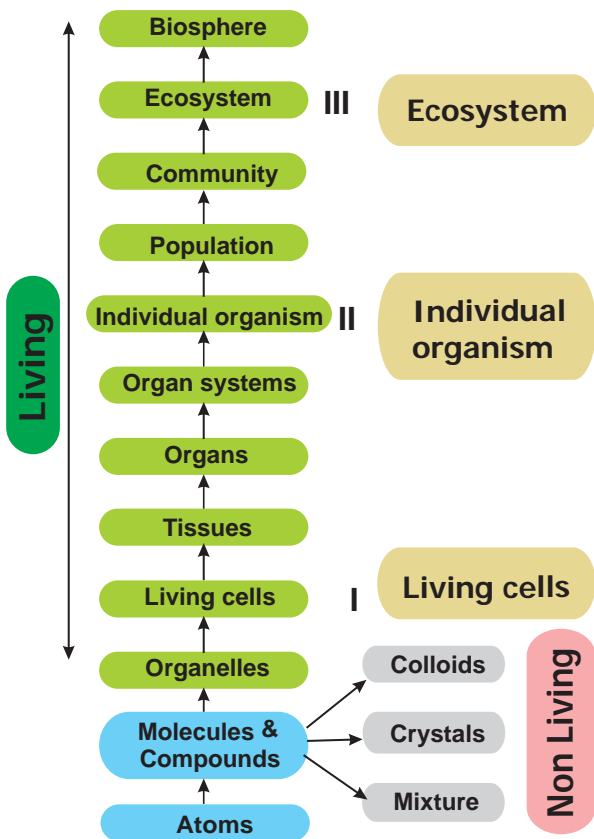 Biosphere
Ecosystem
III
Ecosystem
Community
Population
Living
Individual organism
II
Individual
organism
Organ systems
Organs
Tissues
Living cells
I
Living cells
Organelles
Colloids
Non Living
Molecules &
Compounds
Crystals
Mixture
Atoms